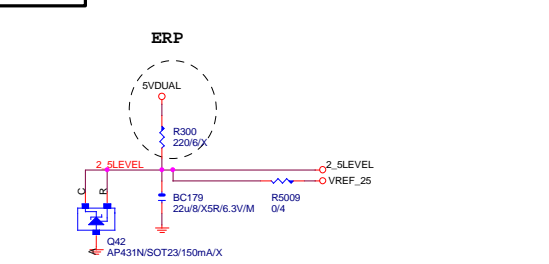 ERP
5VDUAL
R300
220/6/X
2_5LEVEL
2_5LEVEL
VREF_25
C
R
BC179
22u/8/X5R/6.3V/M
R5009
0/4
Q42
A
AP431N/SOT23/150mA/X